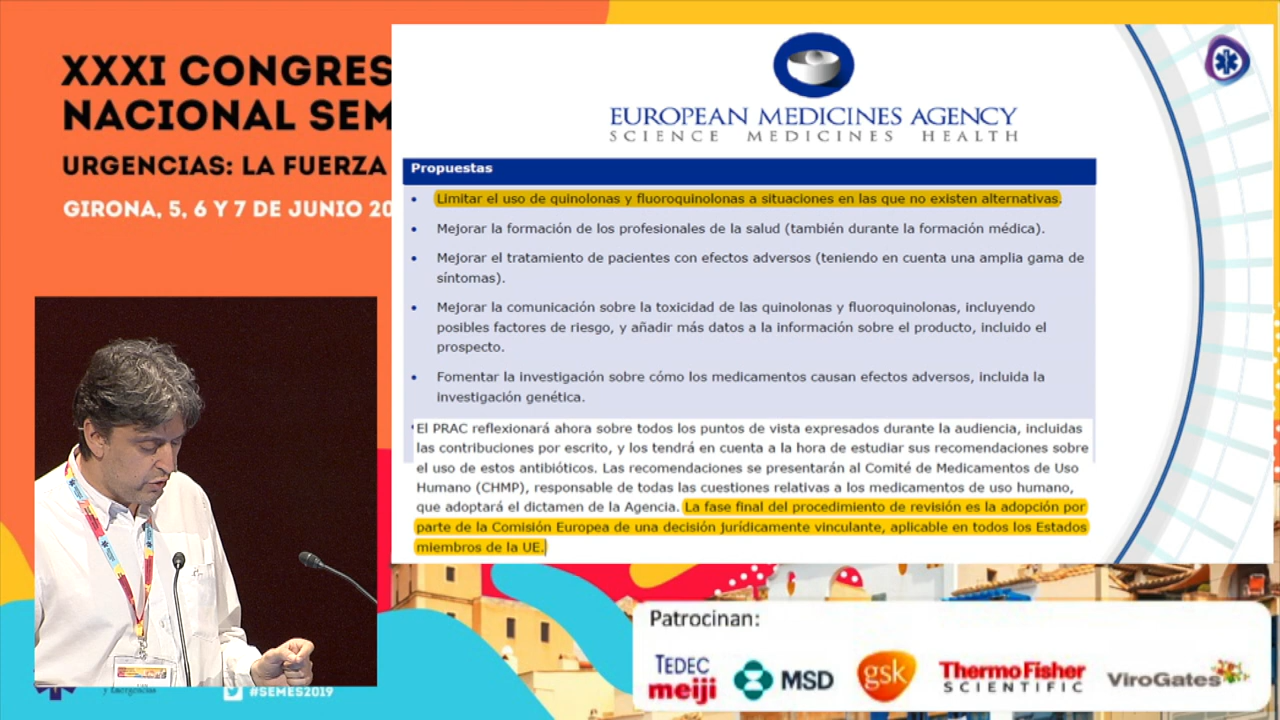 XXXI CONGRES
NACIONAL SEM
URGENCIAS: LA FUERZA
GIRONA, 5, 6 Y 7 DE JUNIO 20
EUROPEAN MEDICINES AGENCY
SCIENCE MEDICINES HEALTH
Propuestas
• Limitar el uso de quinolonas y fluoroquinolonas a situaciones en las que no existen alternativas.
• Mejorar la formación de los profesionales de la salud (también durante la formación médica).
• Mejorar el tratamiento de pacientes con efectos adversos (teniendo en cuenta una amplia gama de
síntomas).
• Mejorar la comunicación sobre la toxicidad de las quinolonas y fluoroquinolonas, incluyendo
posibles factores de riesgo, y añadir más datos a la información sobre el producto, incluido el
prospecto.
• Fomentar la investigación sobre cómo los medicamentos causan efectos adversos, incluida la
investigación genética.
El PRAC reflexionará ahora sobre todos los puntos de vista expresados durante la audiencia, incluidas
las contribuciones por escrito, y los tendrá en cuenta a la hora de estudiar sus recomendaciones sobre
el uso de estos antibióticos. Las recomendaciones se presentarán al Comité de Medicamentos de Uso
Humano (CHMP), responsable de todas las cuestiones relativas a los medicamentos de uso humano,
que adoptará el dictamen de la Agencia. La fase final del procedimiento de revisión es la adopción por
parte de la Comisión Europea de una decisión jurídicamente vinculante, aplicable en todos los Estados
miembros de la UE.
Patrocinan:
TEDEC
meiji
MSD
gsk
ThermoFisher
SCIENTIFIC
ViroGates
y Emergencias
#SEMES2019